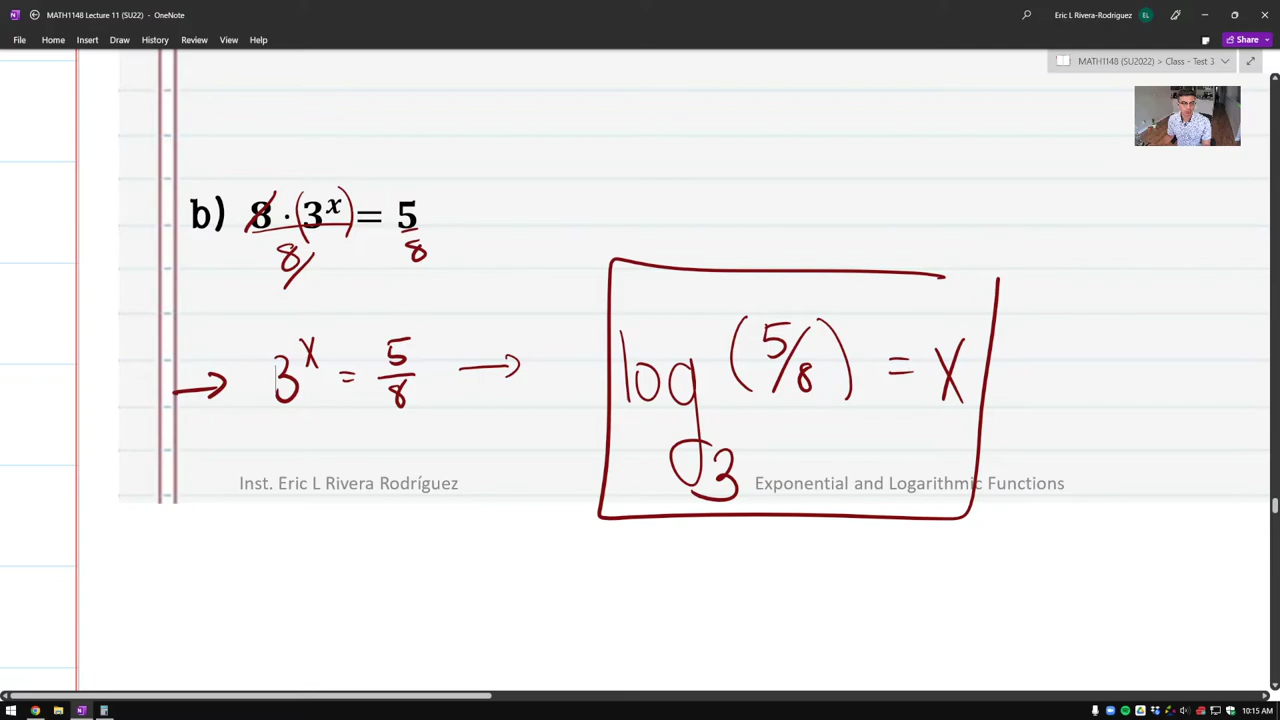 MATH1148 Lecture 11 (SU22) - OneNote
Eric L Rivera-Rodriguez EL
File Home Insert Draw History Review View Help
Share
MATH1148 (SU2022) > Class - Test 3
b) 8 · (3^x) = 5
8 8
→ 3^x = 5/8 → log_3 (5/8) = x
Inst. Eric L Rivera Rodríguez
Exponential and Logarithmic Functions
10:15 AM